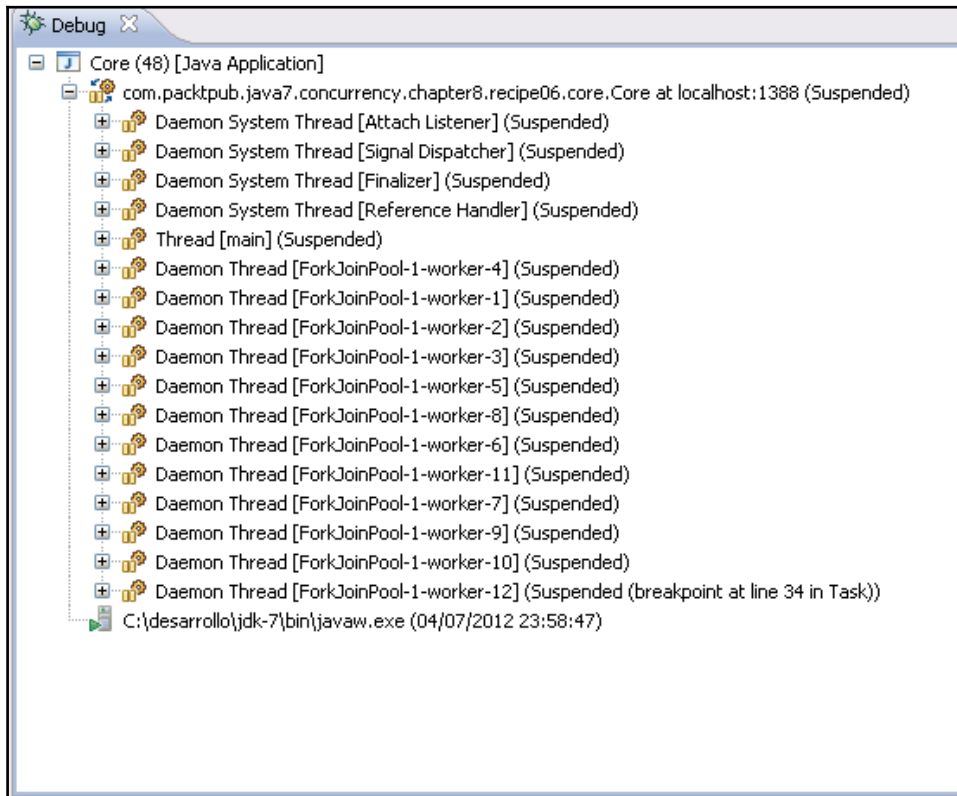 Debug
Core (48) [Java Application]
com.packtpub.java7.concurrency.chapter8.recipe06.core.Core at localhost:1388 (Suspended)
Daemon System Thread [Attach Listener] (Suspended)
Daemon System Thread [Signal Dispatcher] (Suspended)
Daemon System Thread [Finalizer] (Suspended)
Daemon System Thread [Reference Handler] (Suspended)
Thread [main] (Suspended)
Daemon Thread [ForkJoinPool-1-worker-4] (Suspended)
Daemon Thread [ForkJoinPool-1-worker-1] (Suspended)
Daemon Thread [ForkJoinPool-1-worker-2] (Suspended)
Daemon Thread [ForkJoinPool-1-worker-3] (Suspended)
Daemon Thread [ForkJoinPool-1-worker-5] (Suspended)
Daemon Thread [ForkJoinPool-1-worker-8] (Suspended)
Daemon Thread [ForkJoinPool-1-worker-6] (Suspended)
Daemon Thread [ForkJoinPool-1-worker-11] (Suspended)
Daemon Thread [ForkJoinPool-1-worker-7] (Suspended)
Daemon Thread [ForkJoinPool-1-worker-9] (Suspended)
Daemon Thread [ForkJoinPool-1-worker-10] (Suspended)
Daemon Thread [ForkJoinPool-1-worker-12] (Suspended (breakpoint at line 34 in Task))
C:\desarrollo\jdk-7\bin\javaw.exe (04/07/2012 23:58:47)